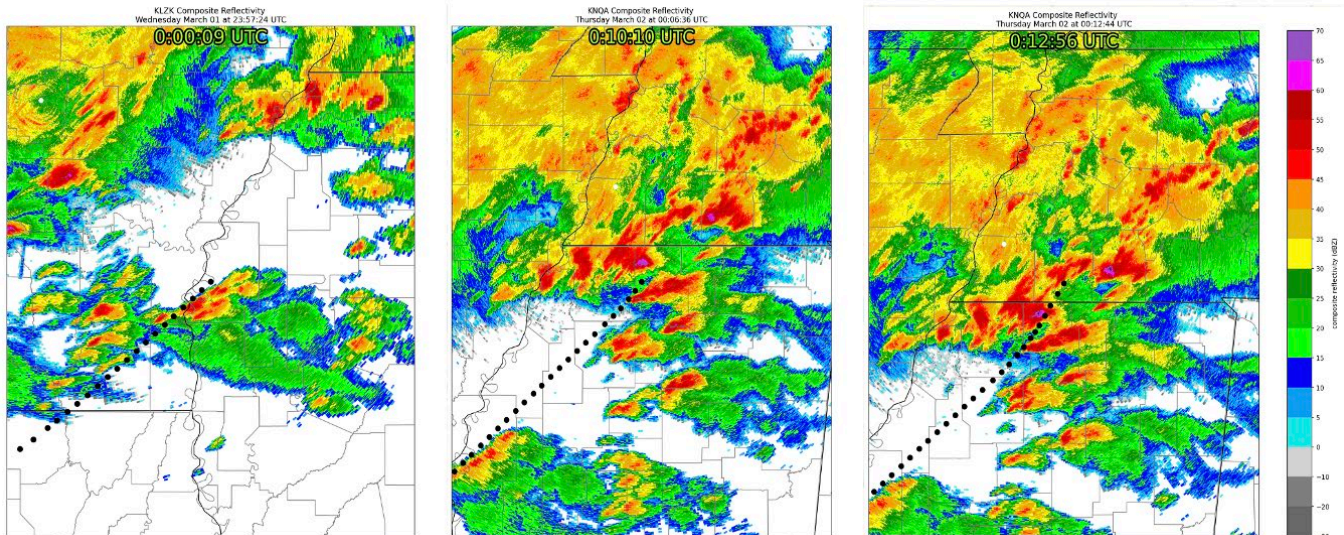 KLZK Composite Reflectivity
Wednesday March 01 at 23:57:24 UTC
0:00:09 UTC
KNQA Composite Reflectivity
Thursday March 02 at 00:06:36 UTC
0:10:10 UTC
KNQA Composite Reflectivity
Thursday March 02 at 00:12:44 UTC
0:12:56 UTC
70
65
60
55
50
45
40
31
30
25
20
15
10
5
0
−10
−20
composite reflectivity (dBZ)